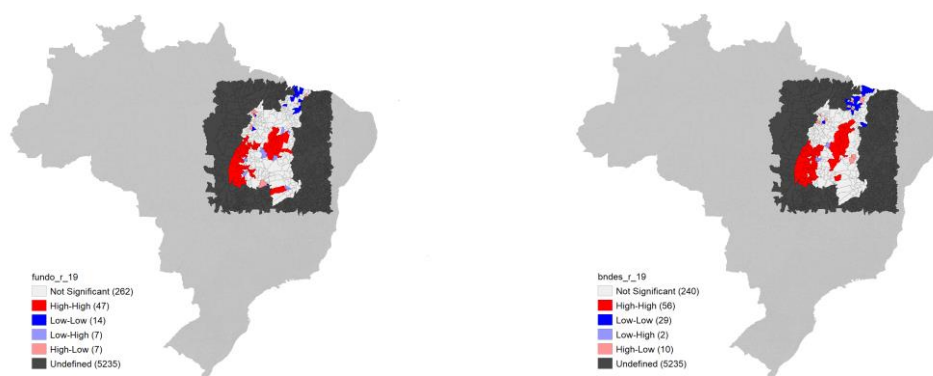 fundo_r_19
Not Significant (262)
High-High (47)
Low-Low (14)
Low-High (7)
High-Low (7)
Undefined (5235)
bndes_r_19
Not Significant (240)
High-High (56)
Low-Low (29)
Low-High (2)
High-Low (10)
Undefined (5235)